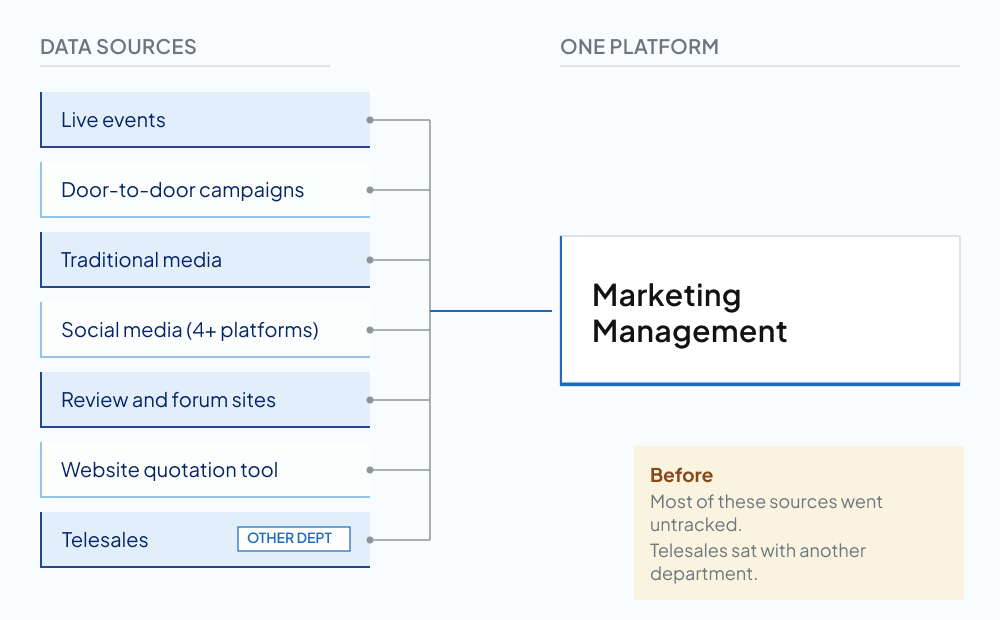 DATA SOURCES
ONE PLATFORM
Live events
Door-to-door campaigns
Traditional media
Social media (4+ platforms)
Review and forum sites
Website quotation tool
Telesales
OTHER DEPT
Marketing
Management
Before
Most of these sources went
untracked.
Telesales sat with another
department.